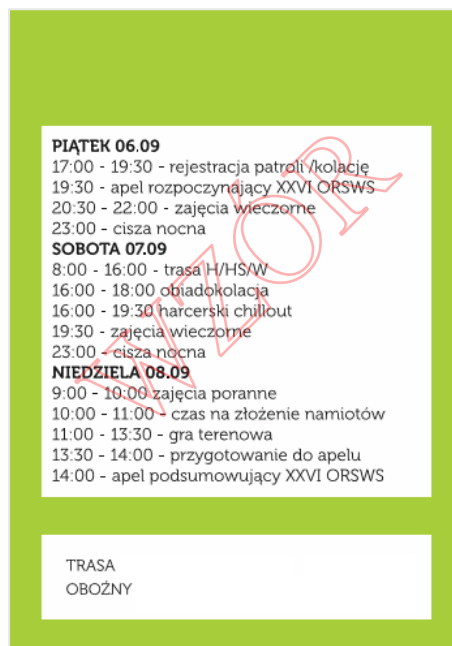 PIĄTEK 06.09
17:00 - 19:30 - rejestracja patroli /kolację
19:30 - apel rozpoczynający XXVI ORSWS
20:30 - 22:00 - zajęcia wieczorne
23:00 - cisza nocna
SOBOTA 07.09
8:00 - 16:00 - trasa H/HS/W
16:00 - 18:00 obiadokolacja
16:00 - 19:30 harcerski chillout
19:30 - zajęcia wieczorne
23:00 - cisza nocna
NIEDZIELA 08.09
9:00 - 10:00 zajęcia poranne
10:00 - 11:00 - czas na złożenie namiotów
11:00 - 13:30 - gra terenowa
13:30 - 14:00 - przygotowanie do apelu
14:00 - apel podsumowujący XXVI ORSWS
WZÓR
TRASA
OBOŹNY